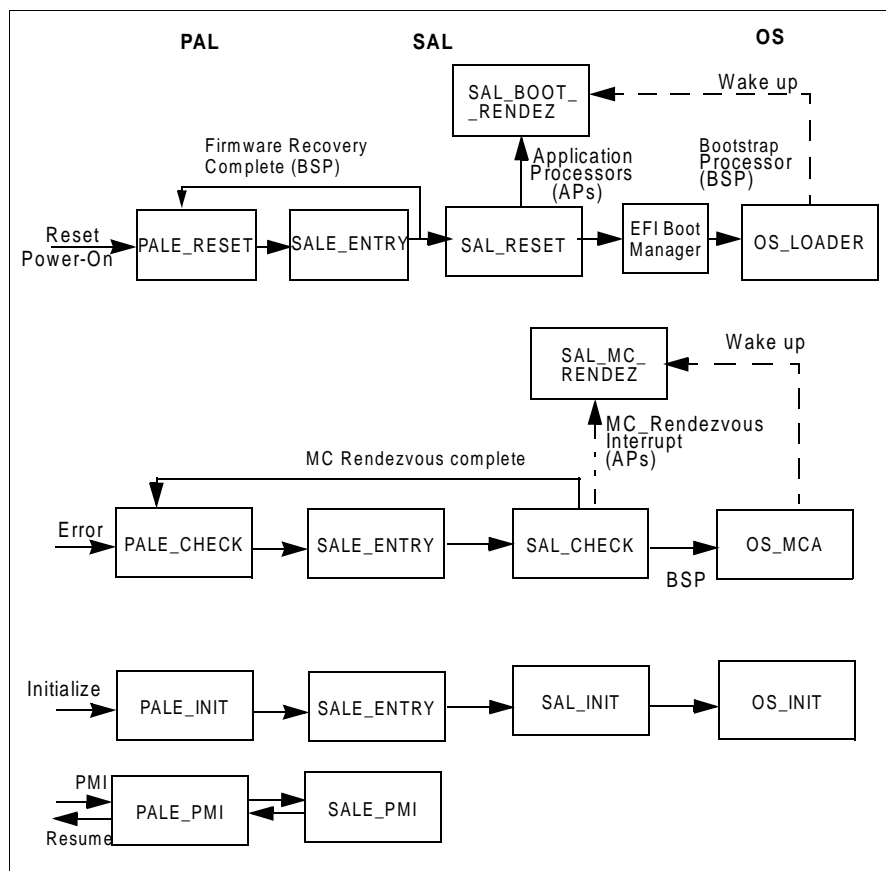 PAL
SAL
OS
SAL_BOOT_
_RENDEZ
Wake up
Firmware Recovery
Complete (BSP)
Application
Processors
(APs)
Bootstrap
Processor
(BSP)
Reset
Power-On
PALE_RESET
SALE_ENTRY
SAL_RESET
EFI Boot
Manager
OS_LOADER
SAL_MC_
RENDEZ
Wake up
MC_Rendezvous
Interrupt
(APs)
MC Rendezvous complete
Error
PALE_CHECK
SALE_ENTRY
SAL_CHECK
BSP
OS_MCA
Initialize
PALE_INIT
SALE_ENTRY
SAL_INIT
OS_INIT
PMI
Resume
PALE_PMI
SALE_PMI